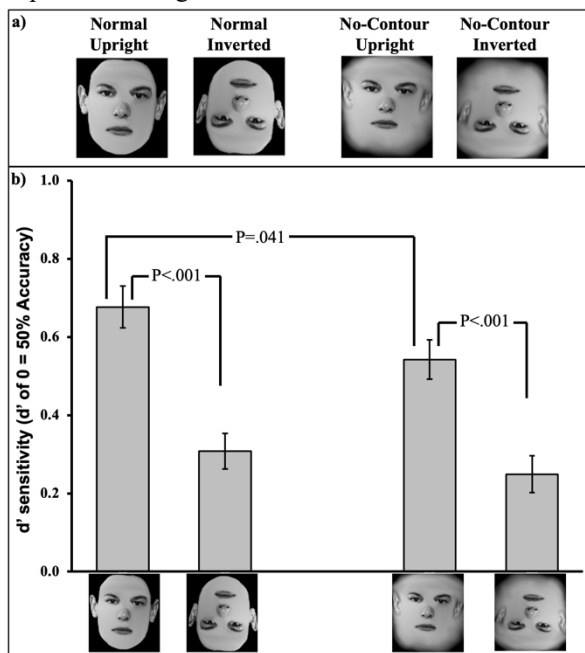 a)
Normal Upright
Normal Inverted
No-Contour Upright
No-Contour Inverted
b)
d' sensitivity (d' of 0 = 50% Accuracy)
1.0
0.8
0.6
0.4
0.2
0.0
P=.041
P<.001
P<.001